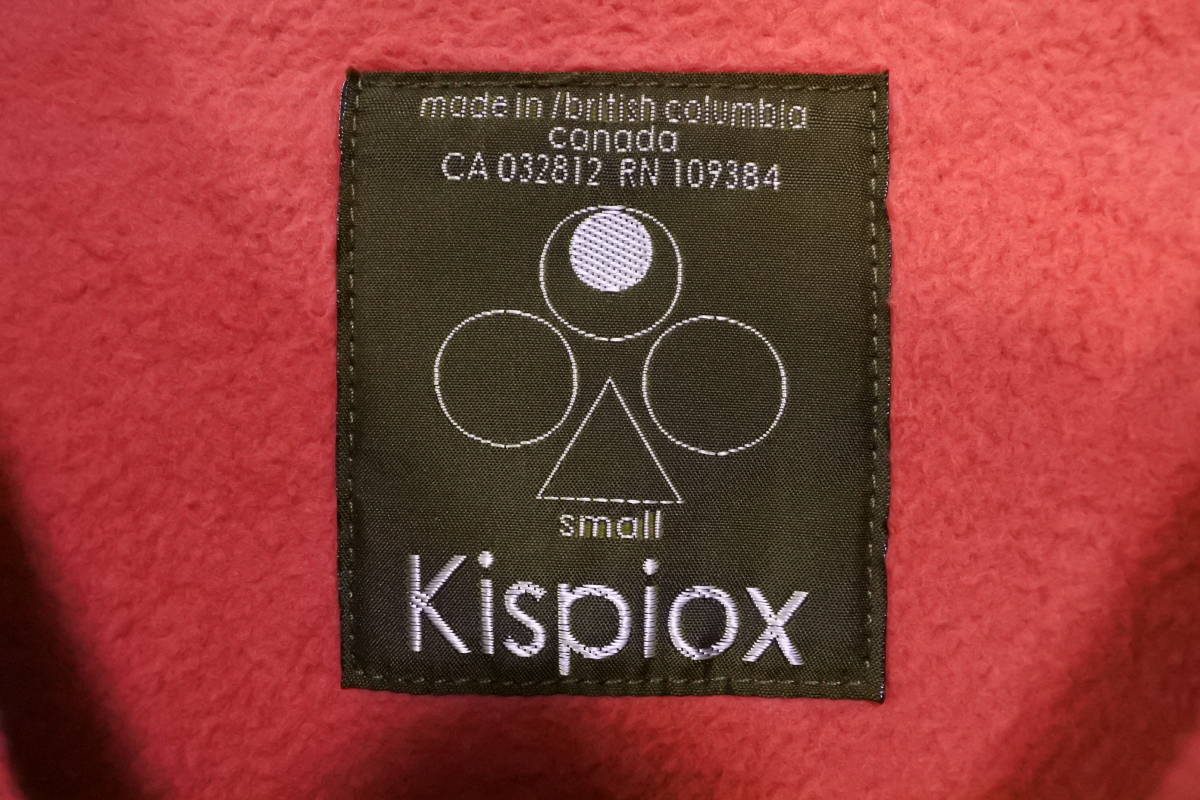 made in /british columbia
canada
CA 032812 RN 109384
small
Kispiox